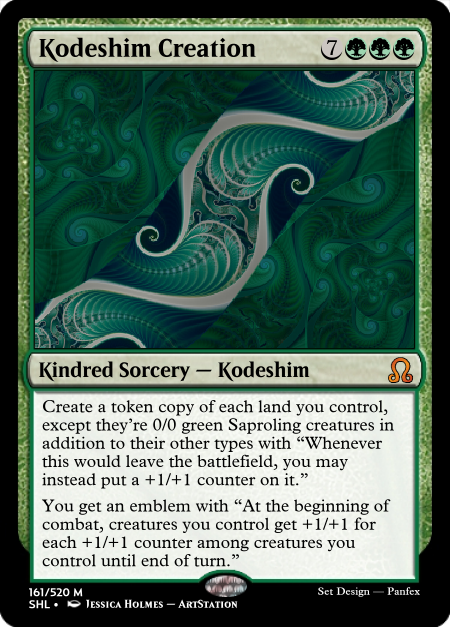 Kodeshim Creation 7
Kindred Sorcery — Kodeshim
Create a token copy of each land you control,
except they're 0/0 green Saproling creatures in
addition to their other types with “Whenever
this would leave the battlefield, you may
instead put a +1/+1 counter on it.”
You get an emblem with “At the beginning of
combat, creatures you control get +1/+1 for
each +1/+1 counter among creatures you
control until end of turn.”
161/520 M Set Design — Panfex
SHL • Jessica Holmes — ArtStation